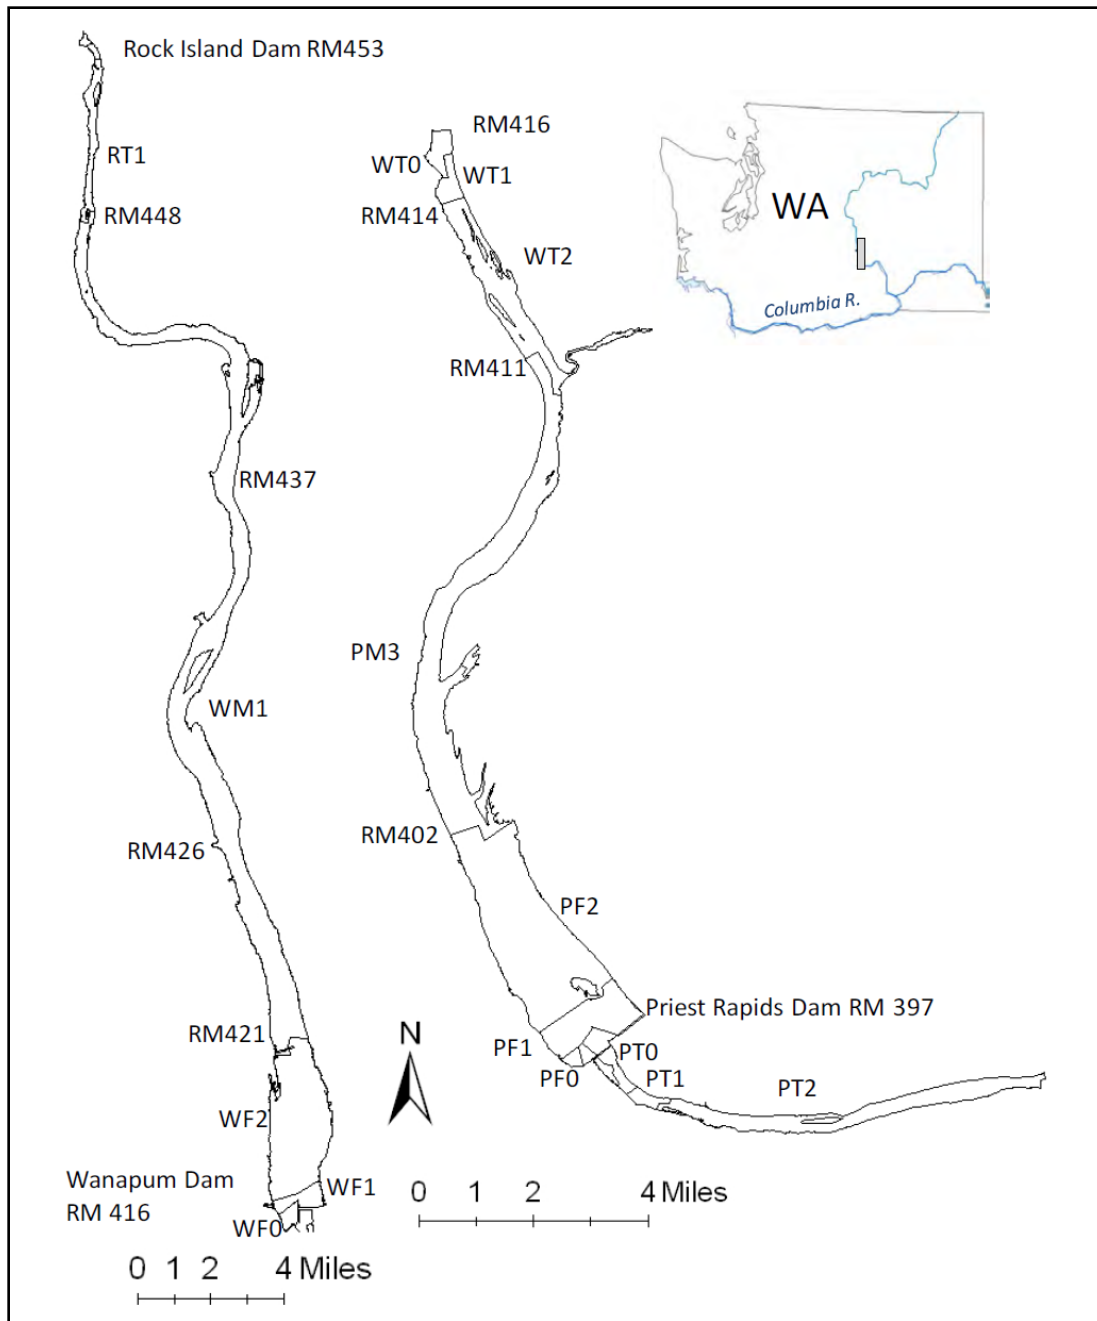 Rock Island Dam RM453
RT1
RM448
RM437
WM1
RM426
RM421
WF2
Wanapum Dam
RM 416
WF1
WF0
0 1 2 4 Miles
RM416
WT0
WT1
RM414
WT2
RM411
PM3
RM402
PF2
Priest Rapids Dam RM 397
PF1
PF0
PT0
PT1
PT2
N
0 1 2 4 Miles
WA
Columbia R.